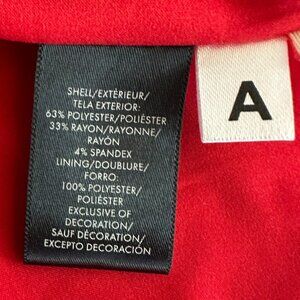 SHELL/EXTÉRIEUR/
TELA EXTERIOR:
63% POLYESTER/POLIÉSTER
33% RAYON/RAYONNE/
RAYÓN
4% SPANDEX
LINING/DOUBLURE/
FORRO:
100% POLYESTER/
POLIÉSTER
EXCLUSIVE OF
DECORATION/
SAUF DÉCORATION/
EXCEPTO DECORACIÓN
A